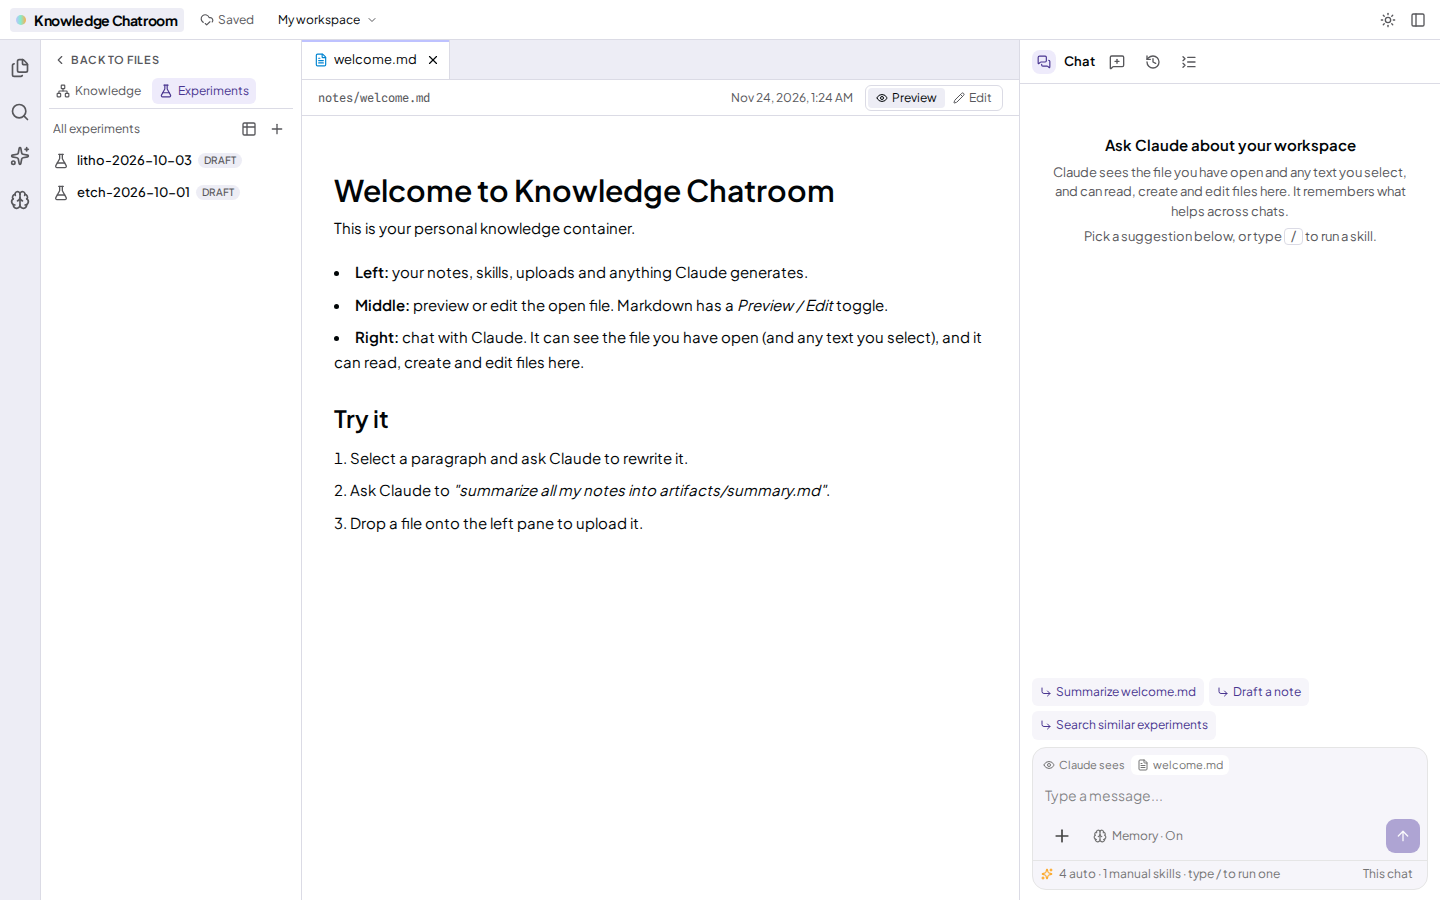 Knowledge Chatroom
Saved
My workspace
BACK TO FILES
Knowledge
Experiments
All experiments
litho-2026-10-03 DRAFT
etch-2026-10-01 DRAFT
welcome.md
notes/welcome.md
Nov 24, 2026, 1:24 AM
Preview
Edit
Welcome to Knowledge Chatroom
This is your personal knowledge container.
• Left: your notes, skills, uploads and anything Claude generates.
• Middle: preview or edit the open file. Markdown has a Preview / Edit toggle.
• Right: chat with Claude. It can see the file you have open (and any text you select), and it
can read, create and edit files here.
Try it
1. Select a paragraph and ask Claude to rewrite it.
2. Ask Claude to "summarize all my notes into artifacts/summary.md".
3. Drop a file onto the left pane to upload it.
Chat
Ask Claude about your workspace
Claude sees the file you have open and any text you select,
and can read, create and edit files here. It remembers what
helps across chats.
Pick a suggestion below, or type / to run a skill.
Summarize welcome.md
Draft a note
Search similar experiments
Claude sees
welcome.md
Type a message...
Memory · On
4 auto · 1 manual skills · type / to run one
This chat